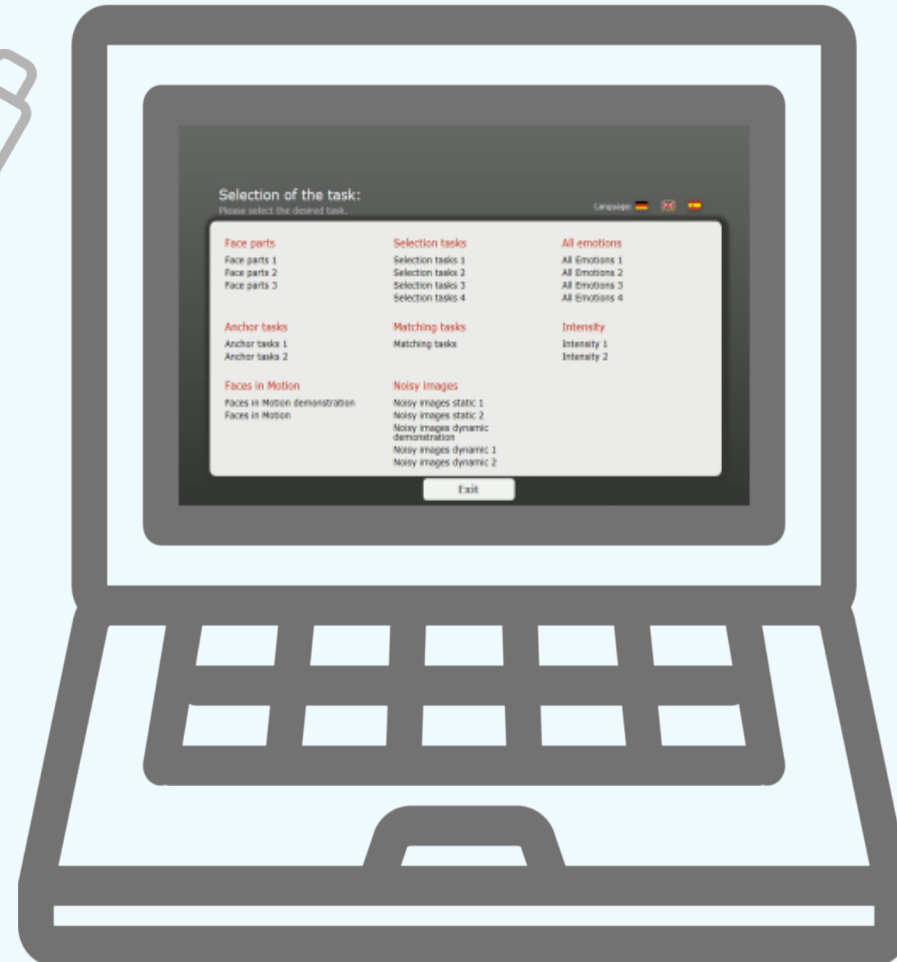 Selection of the task:
Please select the desired task.
Language:
Face parts
Face parts 1
Face parts 2
Face parts 3
Selection tasks
Selection tasks 1
Selection tasks 2
Selection tasks 3
Selection tasks 4
All emotions
All Emotions 1
All Emotions 2
All Emotions 3
All Emotions 4
Anchor tasks
Anchor tasks 1
Anchor tasks 2
Matching tasks
Matching tasks
Intensity
Intensity 1
Intensity 2
Faces in Motion
Faces in Motion demonstration
Faces in Motion
Noisy images
Noisy images static 1
Noisy images static 2
Noisy images dynamic
demonstration
Noisy images dynamic 1
Noisy images dynamic 2
Exit